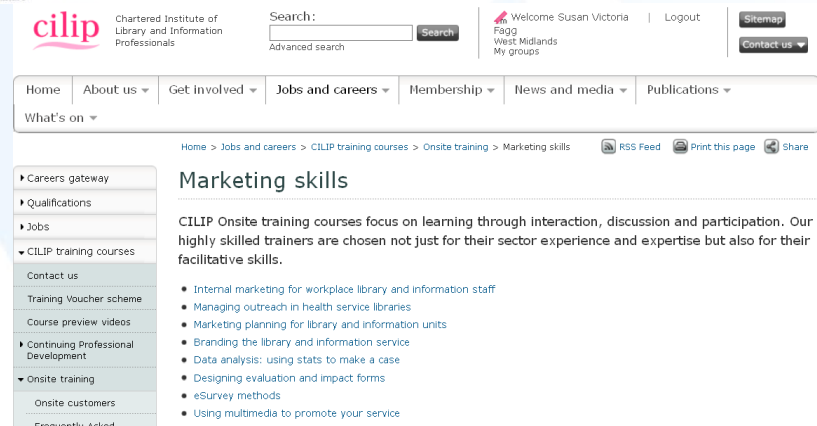 cilip
Chartered Institute of
Library and Information
Professionals
Search:
Search
Advanced search
Welcome Susan Victoria
Fagg
West Midlands
My groups
| Logout
Sitemap
Contact us
Home
About us
Get involved
Jobs and careers
Membership
News and media
Publications
What's on
Home > Jobs and careers > CILIP training courses > Onsite training > Marketing skills
RSS Feed
Print this page
Share
Careers gateway
Qualifications
Jobs
CILIP training courses
Contact us
Training Voucher scheme
Course preview videos
Continuing Professional
Development
Onsite training
Onsite customers
Frequently Asked
Marketing skills
CILIP Onsite training courses focus on learning through interaction, discussion and participation. Our
highly skilled trainers are chosen not just for their sector experience and expertise but also for their
facilitative skills.
• Internal marketing for workplace library and information staff
• Managing outreach in health service libraries
• Marketing planning for library and information units
• Branding the library and information service
• Data analysis: using stats to make a case
• Designing evaluation and impact forms
• eSurvey methods
• Using multimedia to promote your service